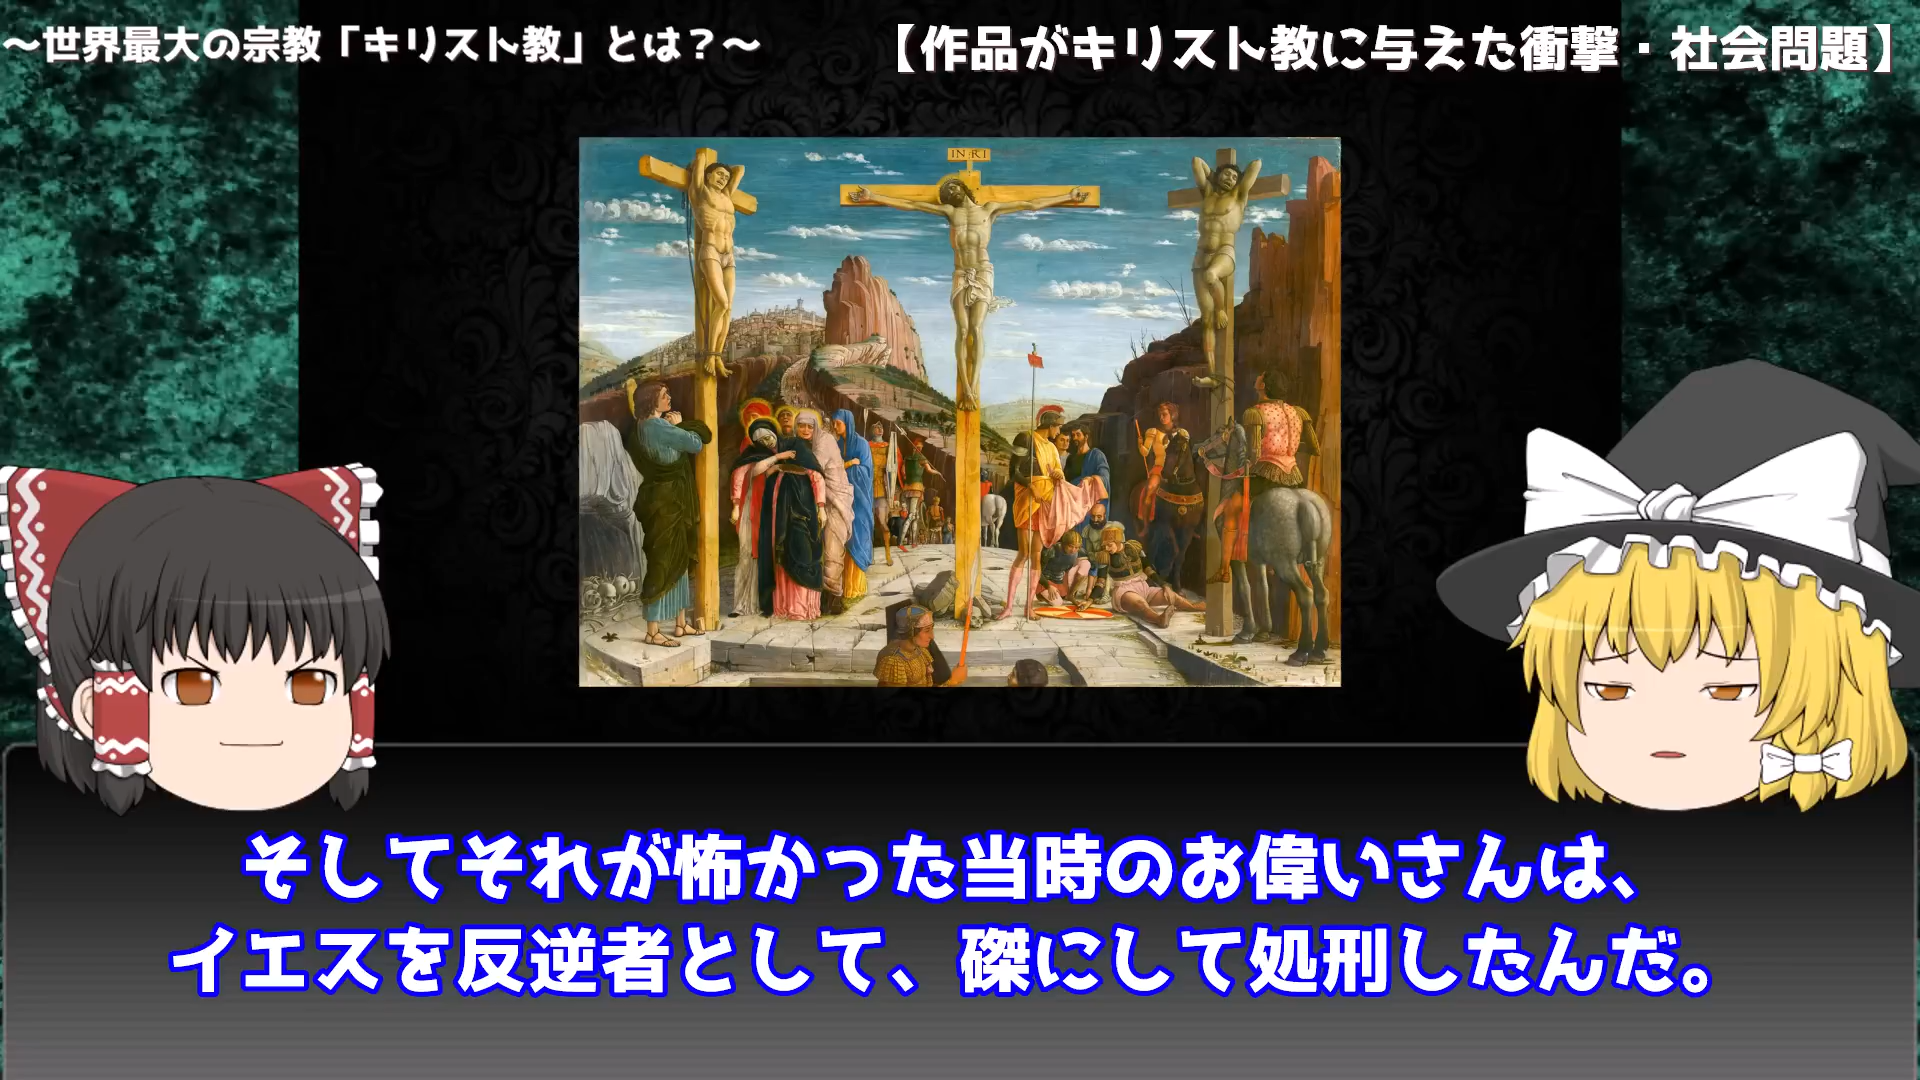 ～世界最大の宗教「キリスト教」とは？～
【作品がキリスト教に与えた衝撃・社会問題】
INRI
そしてそれが怖かった当時のお偉いさんは、
イエスを反逆者として、磔にして処刑したんだ。